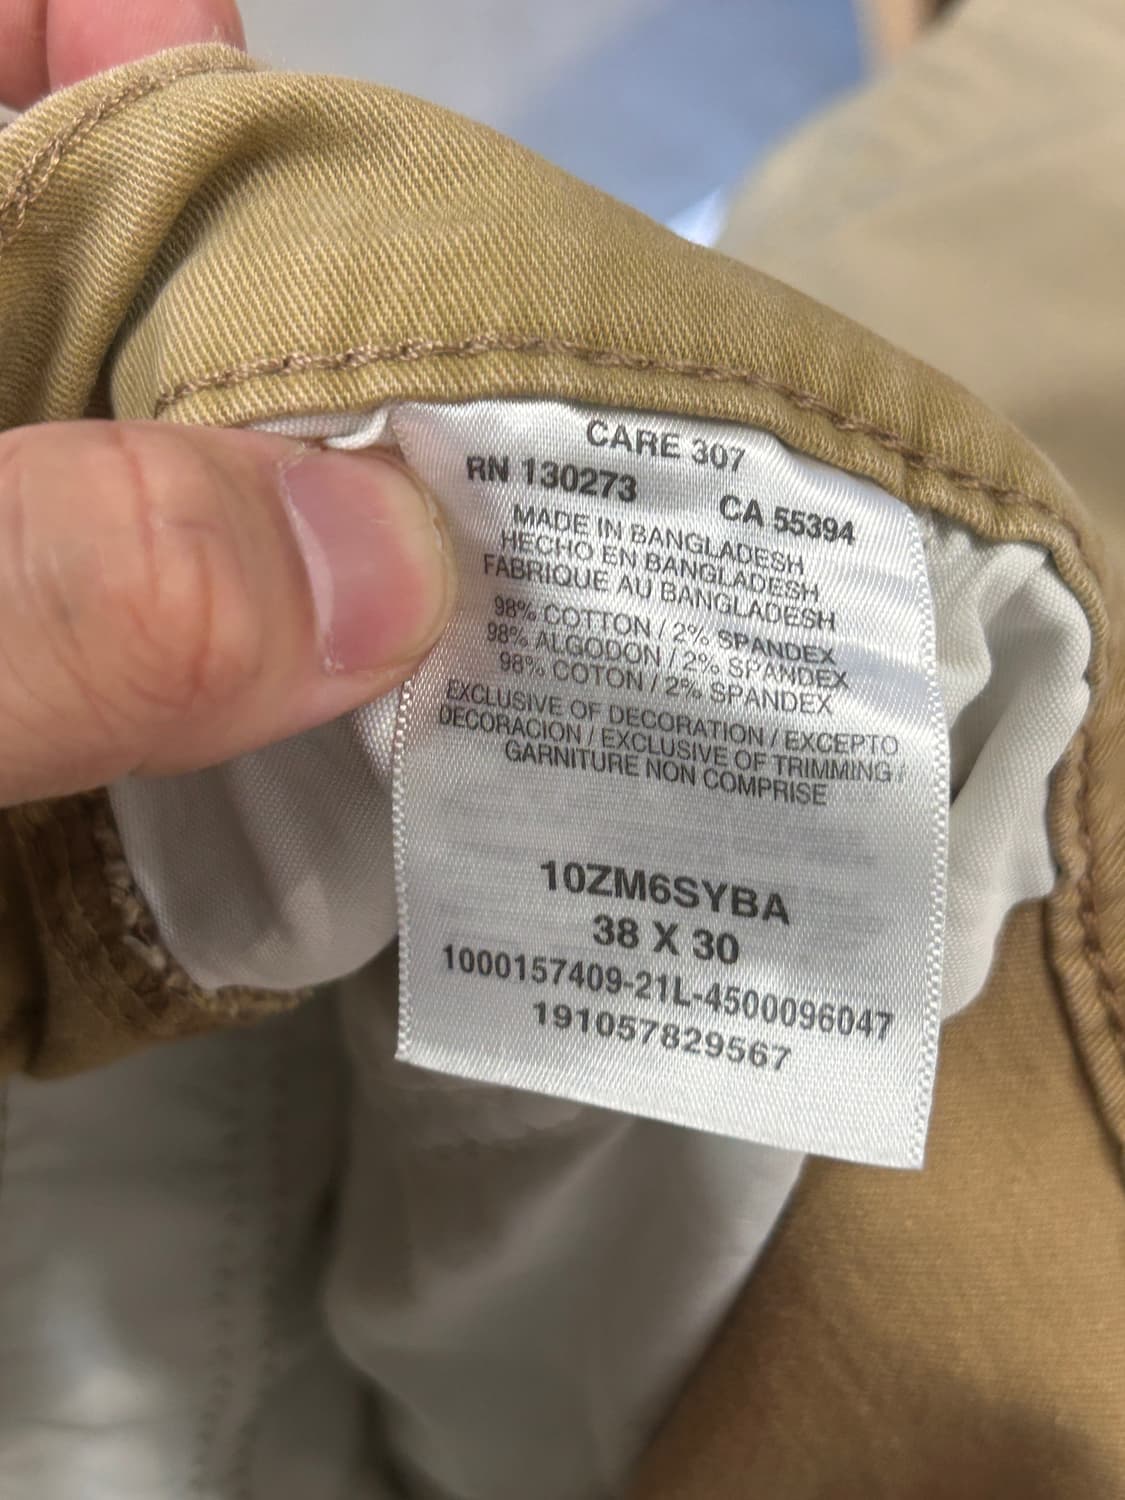 CARE 307
RN 130273 CA 55394
MADE IN BANGLADESH
HECHO EN BANGLADESH
FABRIQUE AU BANGLADESH
98% COTTON / 2% SPANDEX
98% ALGODON / 2% SPANDEX
98% COTON / 2% SPANDEX
EXCLUSIVE OF DECORATION / EXCEPTO
DECORACION / EXCLUSIVE OF TRIMMING /
GARNITURE NON COMPRISE
10ZM6SYBA
38 X 30
1000157409-21L-4500096047
191057829567